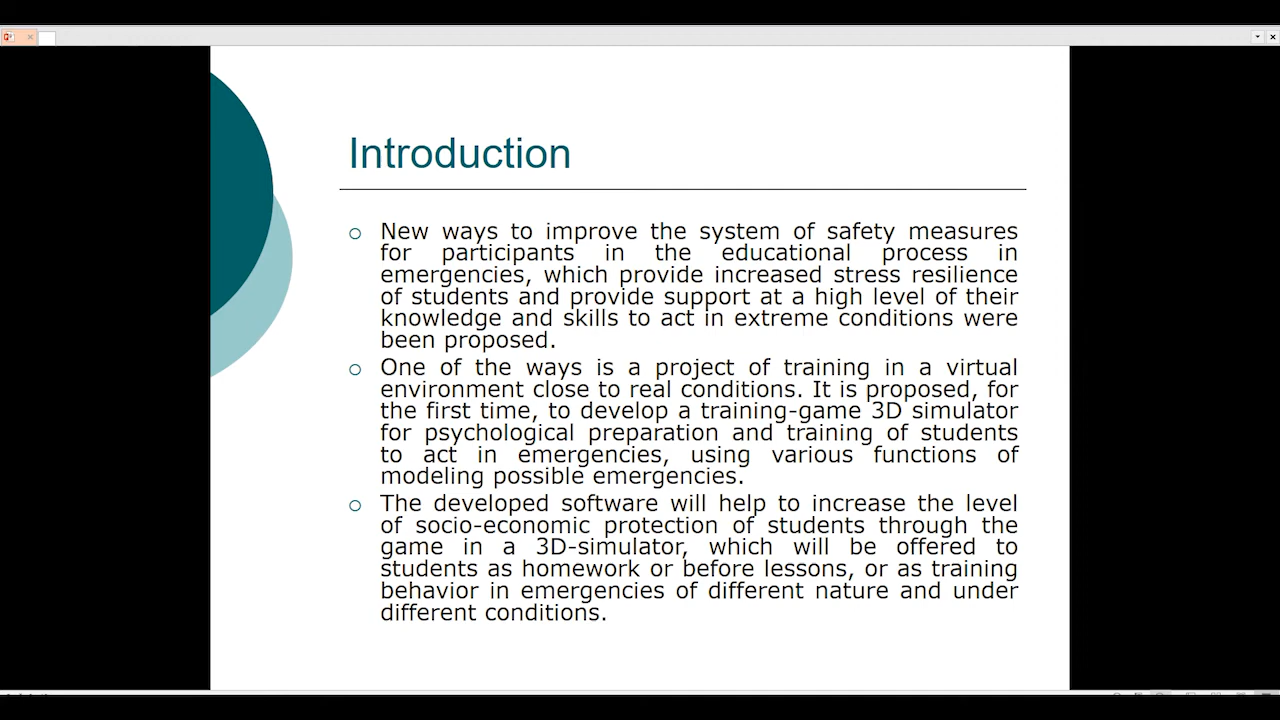 Introduction
New ways to improve the system of safety measures
for participants in the educational process in
emergencies, which provide increased stress resilience
of students and provide support at a high level of their
knowledge and skills to act in extreme conditions were
been proposed.
One of the ways is a project of training in a virtual
environment close to real conditions. It is proposed, for
the first time, to develop a training-game 3D simulator
for psychological preparation and training of students
to act in emergencies, using various functions of
modeling possible emergencies.
The developed software will help to increase the level
of socio-economic protection of students through the
game in a 3D-simulator, which will be offered to
students as homework or before lessons, or as training
behavior in emergencies of different nature and under
different conditions.